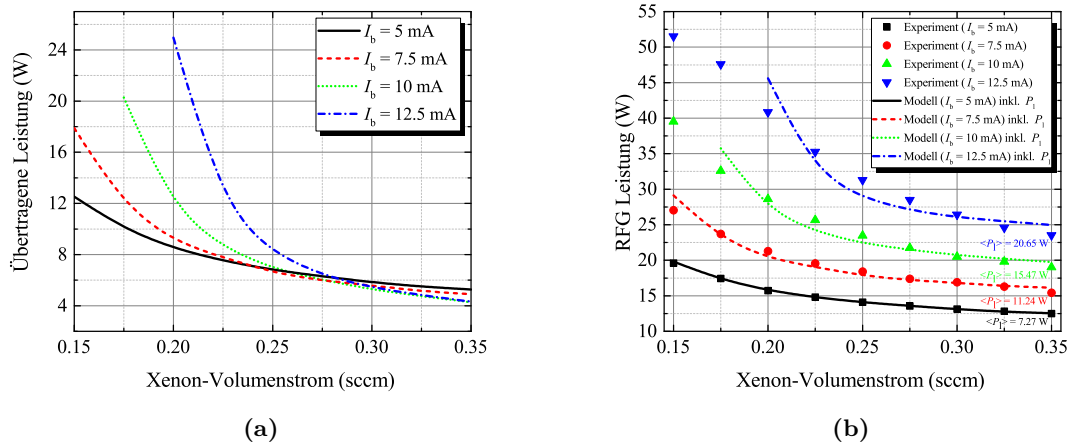 26
24
20
16
12
8
4
0.15 0.20 0.25 0.30 0.35
Übertragene Leistung (W)
Xenon-Volumenstrom (sccm)
I_b = 5 mA
I_b = 7.5 mA
I_b = 10 mA
I_b = 12.5 mA
(a)
55
50
45
40
35
30
25
20
15
10
0.15 0.20 0.25 0.30 0.35
RFG Leistung (W)
Xenon-Volumenstrom (sccm)
Experiment (I_b = 5 mA)
Experiment (I_b = 7.5 mA)
Experiment (I_b = 10 mA)
Experiment (I_b = 12.5 mA)
Modell (I_b = 5 mA) inkl. P_l
Modell (I_b = 7.5 mA) inkl. P_l
Modell (I_b = 10 mA) inkl. P_l
Modell (I_b = 12.5 mA) inkl. P_l
<P_l> = 20.65 W
<P_l> = 15.47 W
<P_l> = 11.24 W
<P_l> = 7.27 W
(b)